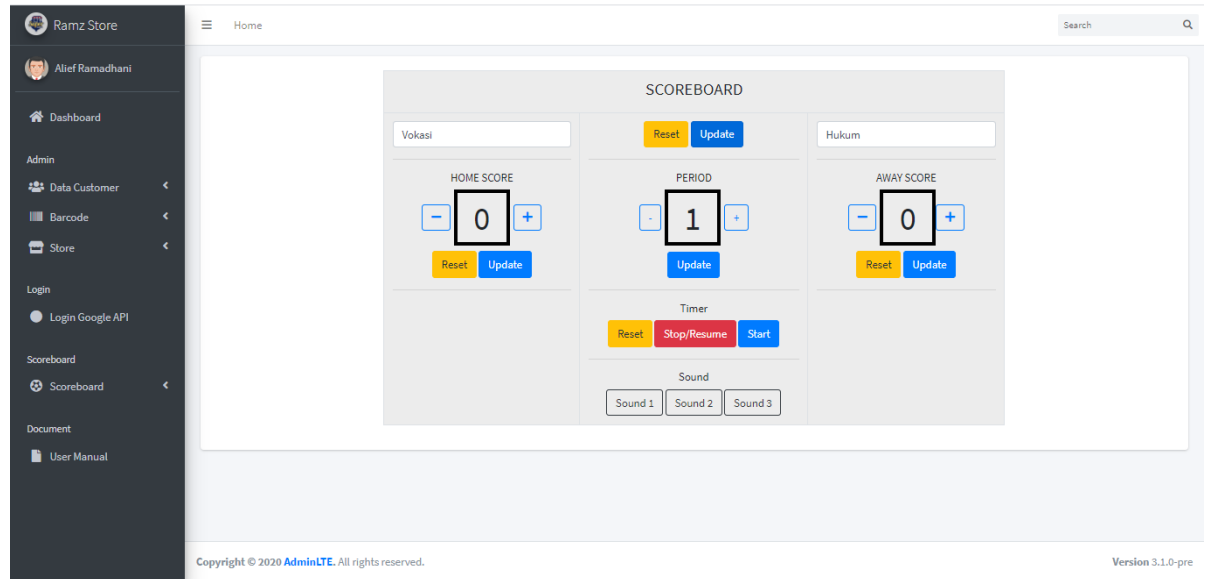 Ramz Store
Home
Search
Alief Ramadhani
Dashboard
Admin
Data Customer
Barcode
Store
Login
Login Google API
Scoreboard
Scoreboard
Document
User Manual
SCOREBOARD
Vokasi
Reset Update
Hukum
HOME SCORE
- 0 +
Reset Update
PERIOD
- 1 +
Update
AWAY SCORE
- 0 +
Reset Update
Timer
Reset Stop/Resume Start
Sound
Sound 1 Sound 2 Sound 3
Copyright © 2020 AdminLTE. All rights reserved.
Version 3.1.0-pre